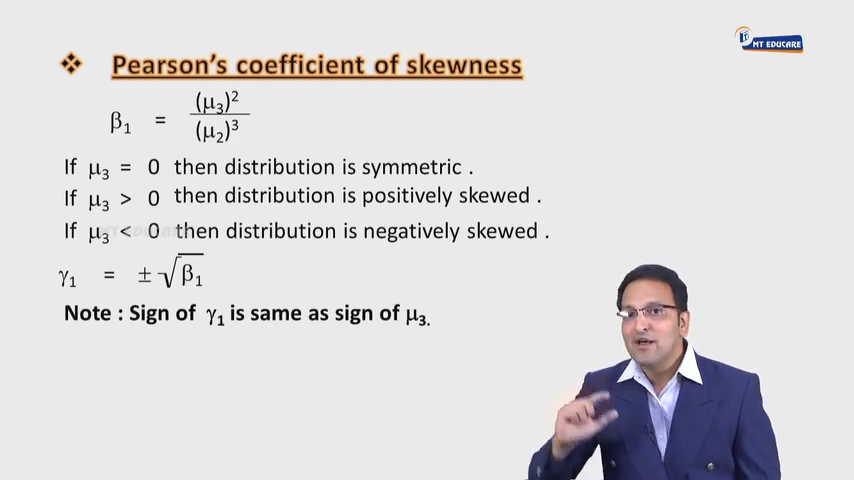 MT EDUCARE
❖ Pearson's coefficient of skewness
β₁ = (μ₃)² / (μ₂)³
If μ₃ = 0 then distribution is symmetric .
If μ₃ > 0 then distribution is positively skewed .
If μ₃ < 0 then distribution is negatively skewed .
γ₁ = ± √β₁
Note : Sign of γ₁ is same as sign of μ₃.